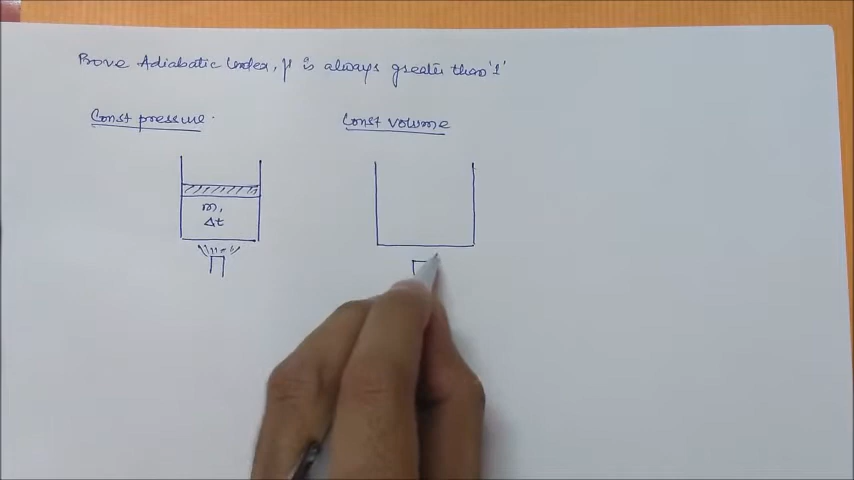 Prove Adiabatic Index, γ is always greater than '1'
Const pressure.
Const volume
m,
Δt